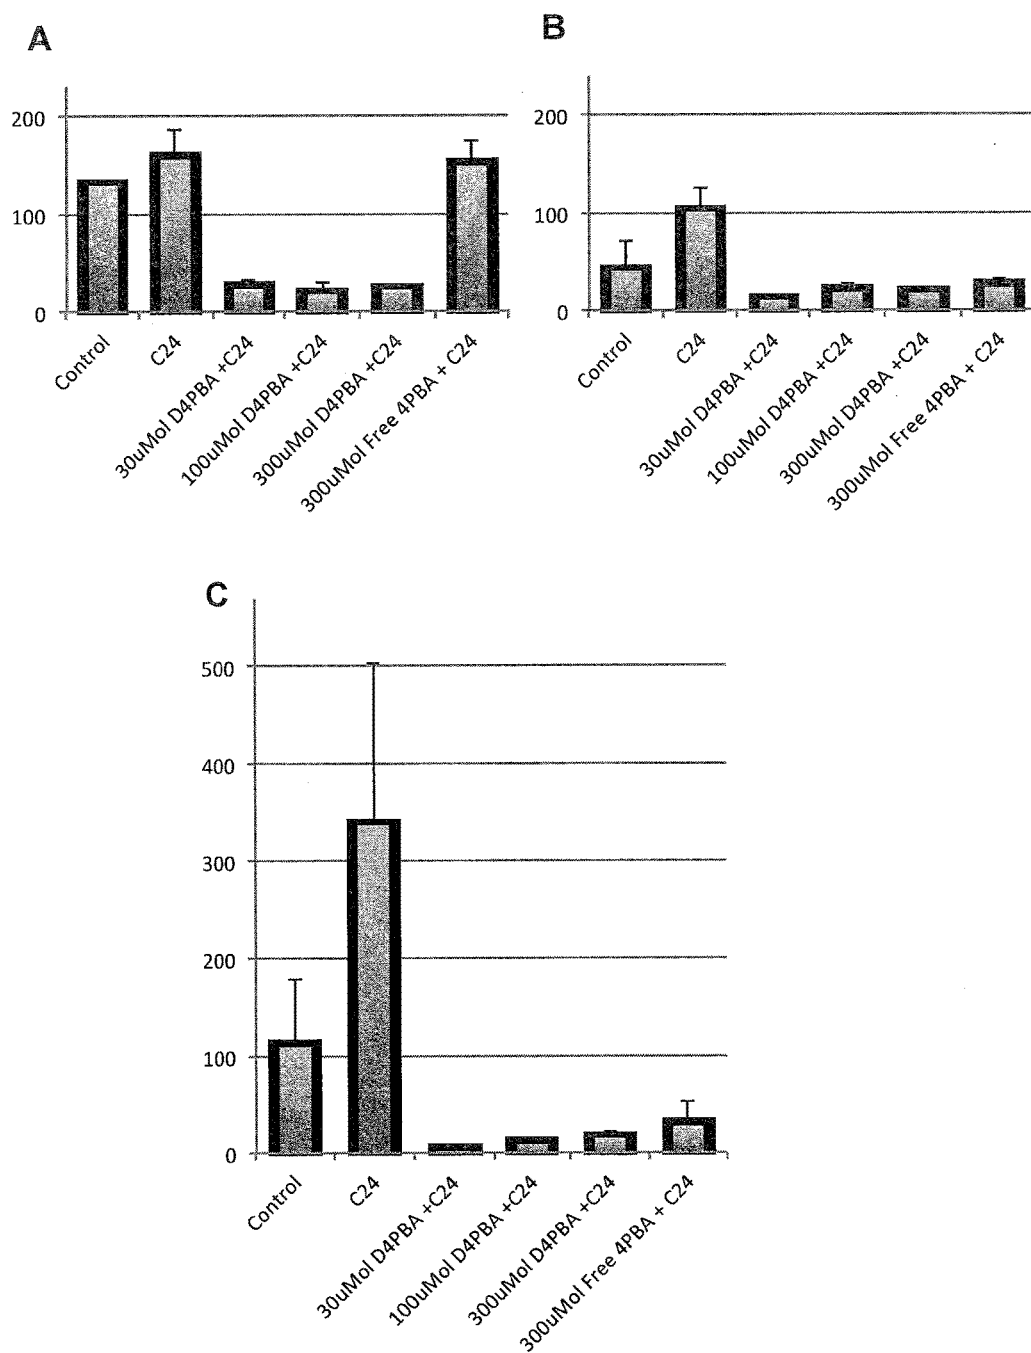 A
200
100
0
Control
C24
30uMol D4PBA +C24
100uMol D4PBA +C24
300uMol D4PBA +C24
300uMol Free 4PBA + C24
B
200
100
0
Control
C24
30uMol D4PBA +C24
100uMol D4PBA +C24
300uMol D4PBA +C24
300uMol Free 4PBA + C24
C
500
400
300
200
100
0
Control
C24
30uMol D4PBA +C24
100uMol D4PBA +C24
300uMol D4PBA +C24
300uMol Free 4PBA + C24